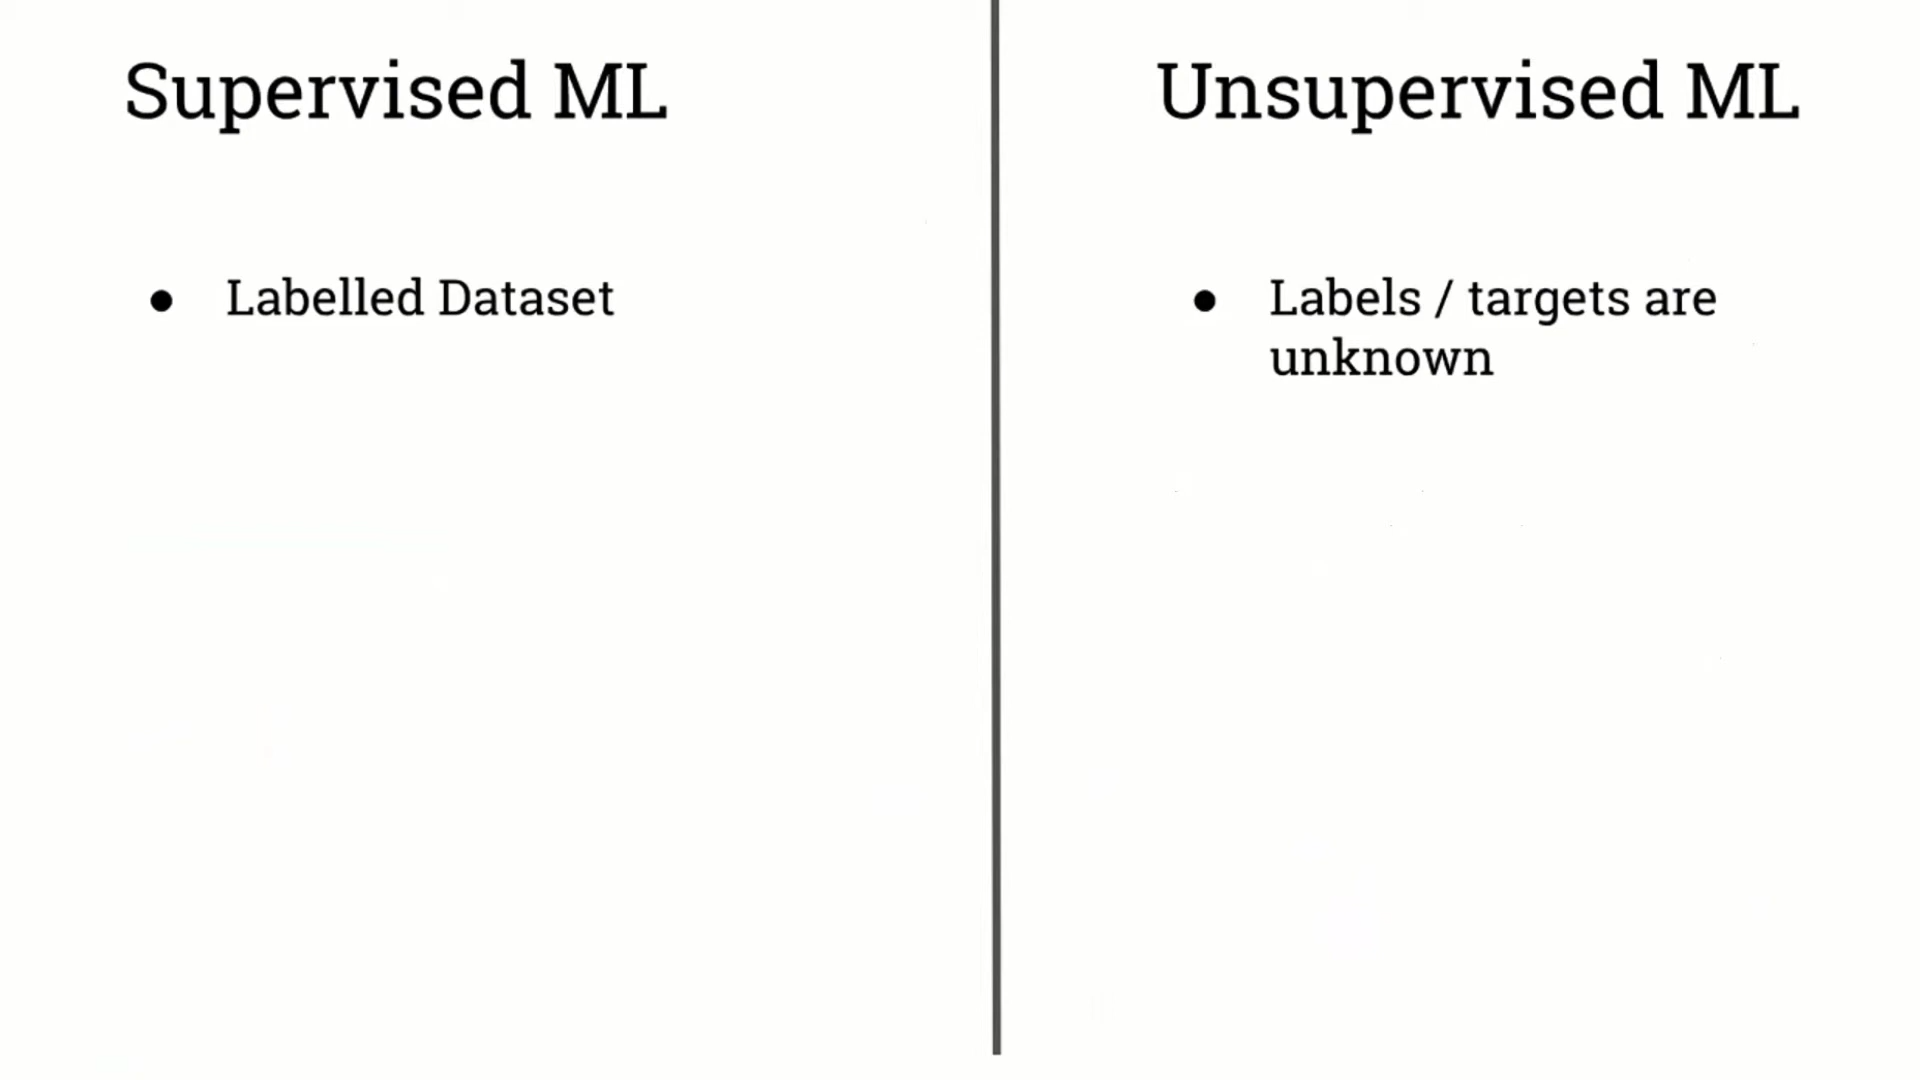 Supervised ML
● Labelled Dataset
Unsupervised ML
● Labels / targets are
unknown